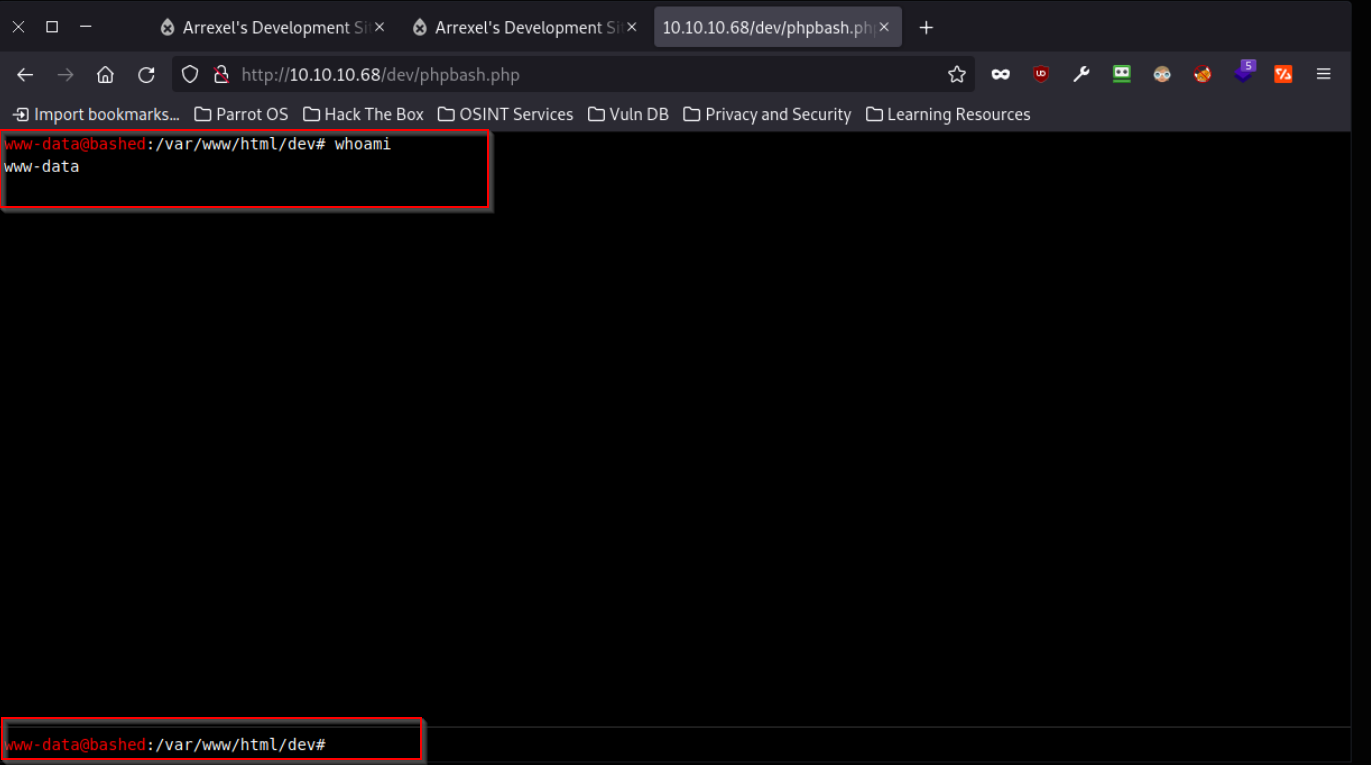 Arrexel's Development Si
Arrexel's Development Si
10.10.10.68/dev/phpbash.ph
http://10.10.10.68/dev/phpbash.php
5
Import bookmarks...
Parrot OS
Hack The Box
OSINT Services
Vuln DB
Privacy and Security
Learning Resources
www-data@bashed:/var/www/html/dev# whoami
www-data
www-data@bashed:/var/www/html/dev#